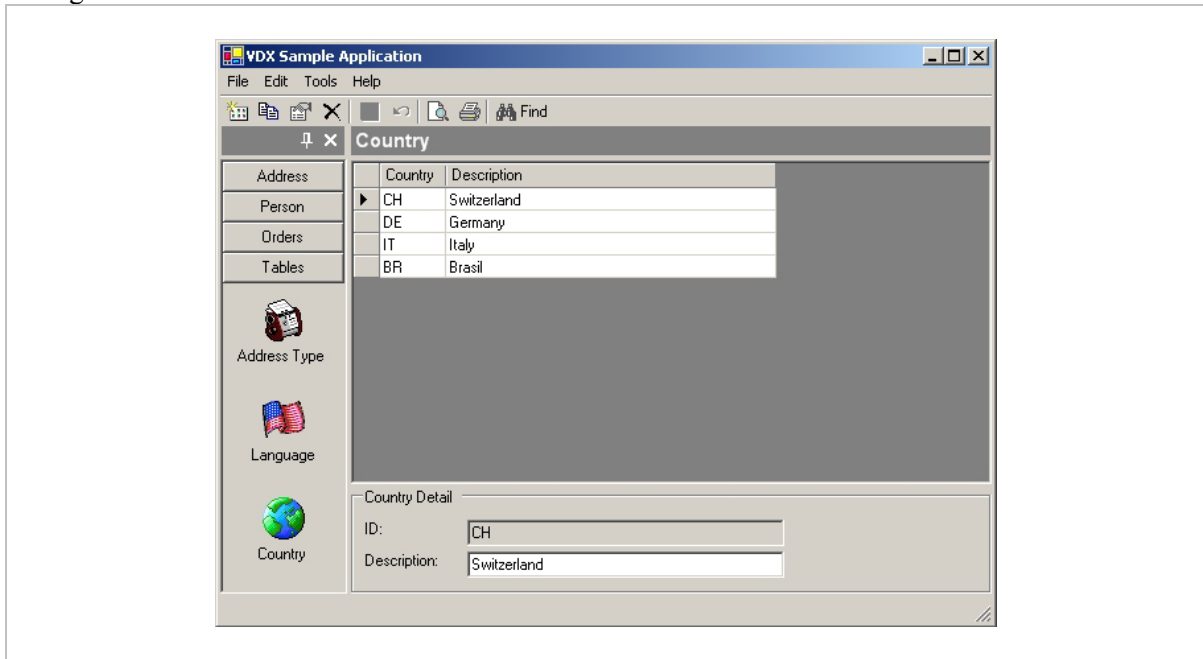 VDX Sample Application
File Edit Tools Help
Find
Country
Address
Person
Orders
Tables
Address Type
Language
Country
Country Description
CH Switzerland
DE Germany
IT Italy
BR Brasil
Country Detail
ID: CH
Description: Switzerland